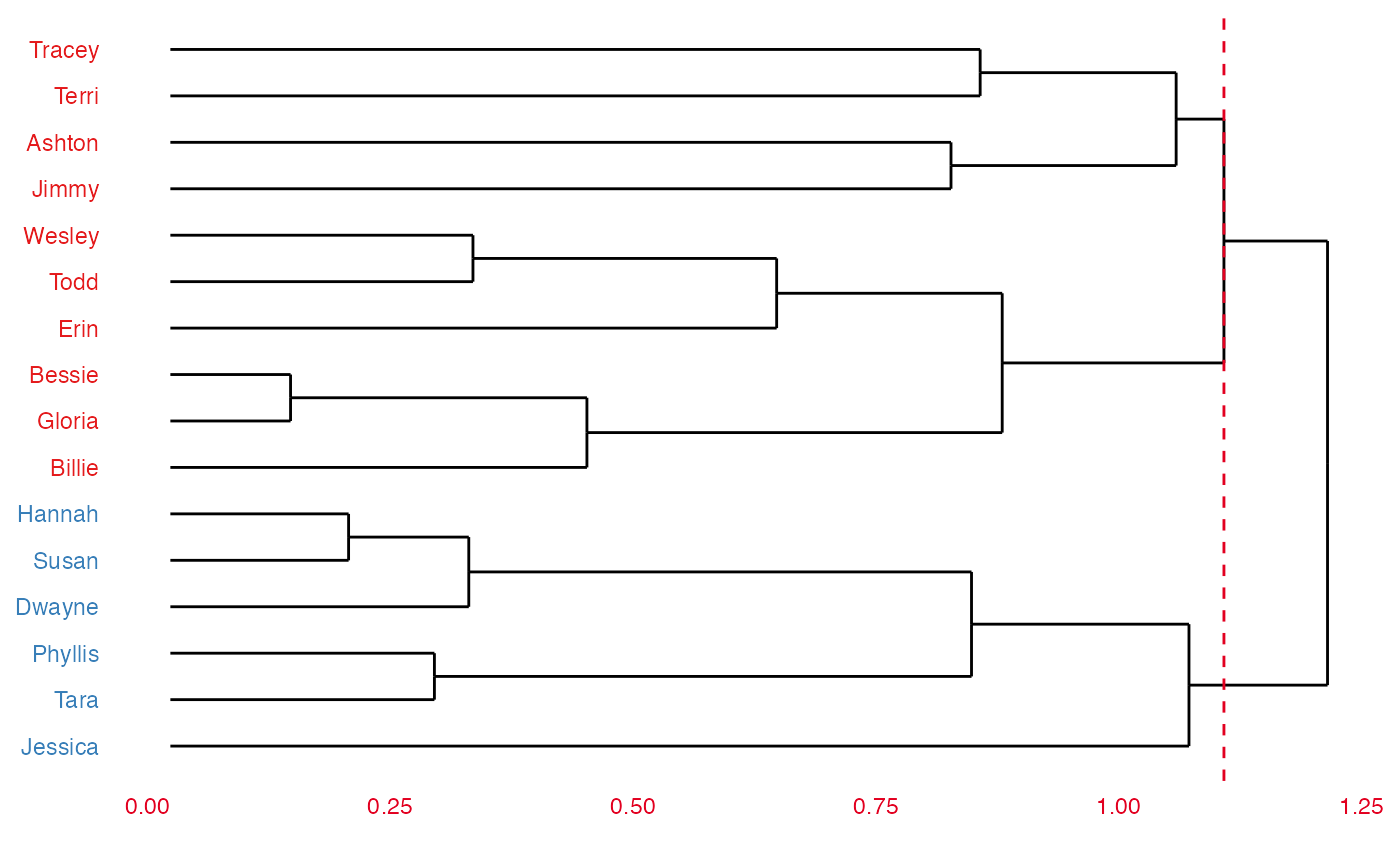 Tracey
Terri
Ashton
Jimmy
Wesley
Todd
Erin
Bessie
Gloria
Billie
Hannah
Susan
Dwayne
Phyllis
Tara
Jessica
0.00 0.25 0.50 0.75 1.00 1.25